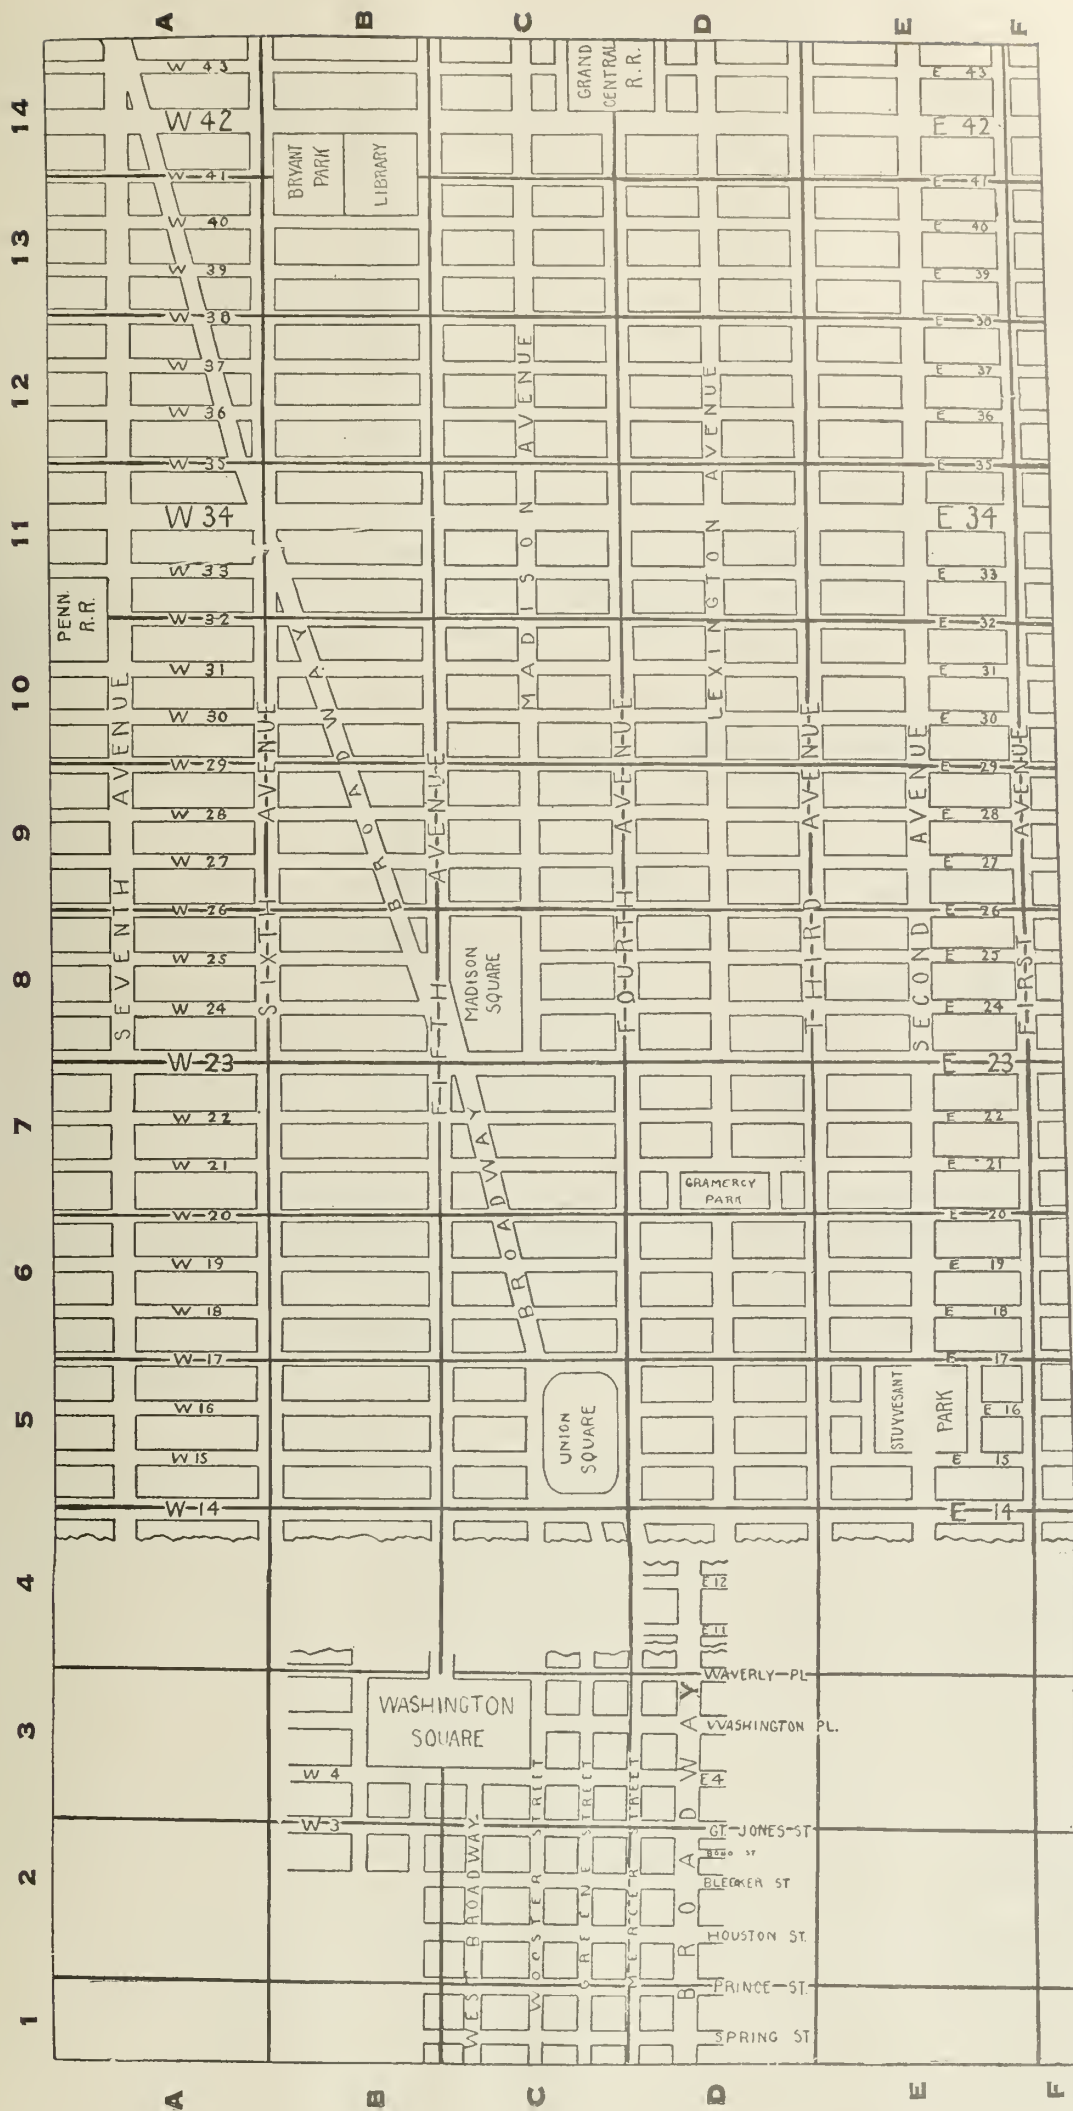 A
B
C
D
E
F
14
13
12
11
10
9
8
7
6
5
4
3
2
1
W 43
E 43
W 42
E 42
W 41
E 41
W 40
E 40
W 39
E 39
W 38
E 38
W 37
E 37
W 36
E 36
W 35
E 35
W 34
E 34
W 33
E 33
W 32
E 32
W 31
E 31
W 30
E 30
W 29
E 29
W 28
E 28
W 27
E 27
W 26
E 26
W 25
E 25
W 24
E 24
W 23
E 23
W 22
E 22
W 21
E 21
W 20
E 20
W 19
E 19
W 18
E 18
W 17
E 17
W 16
E 16
W 15
E 15
W 14
E 14
GRAND
CENTRAL
R.R.
BRYANT
PARK
LIBRARY
PENN.
R.R.
SEVENTH AVENUE
SIXTH AVENUE
BROADWAY
FIFTH AVENUE
MADISON AVENUE
FOURTH AVENUE
LEXINGTON AVENUE
THIRD AVENUE
SECOND AVENUE
FIRST AVENUE
MADISON
SQUARE
BROADWAY
GRAMERCY
PARK
UNION
SQUARE
STUYVESANT
PARK
E 12
E 11
WAVERLY PL
WASHINGTON
SQUARE
WASHINGTON PL.
W 4
E 4
W 3
GT. JONES ST
BOND ST
BLEEKER ST
HOUSTON ST.
PRINCE ST.
SPRING ST
WEST BROADWAY
WOOSTER STREET
GREENE STREET
MERCER STREET
BROADWAY
A
B
C
D
E
F